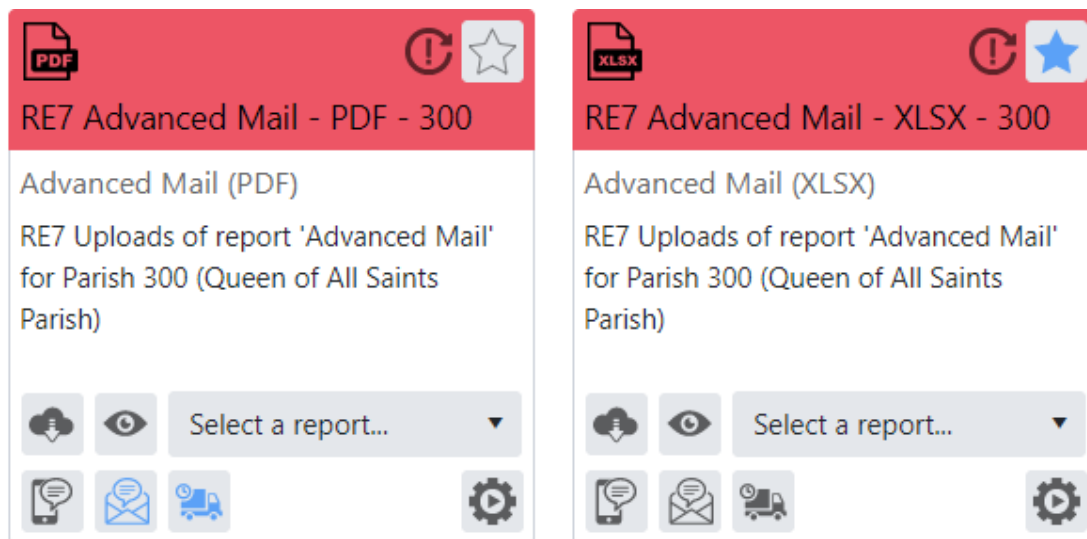 PDF
RE7 Advanced Mail - PDF - 300
Advanced Mail (PDF)
RE7 Uploads of report 'Advanced Mail'
for Parish 300 (Queen of All Saints
Parish)
Select a report...
XLSX
RE7 Advanced Mail - XLSX - 300
Advanced Mail (XLSX)
RE7 Uploads of report 'Advanced Mail'
for Parish 300 (Queen of All Saints
Parish)
Select a report...